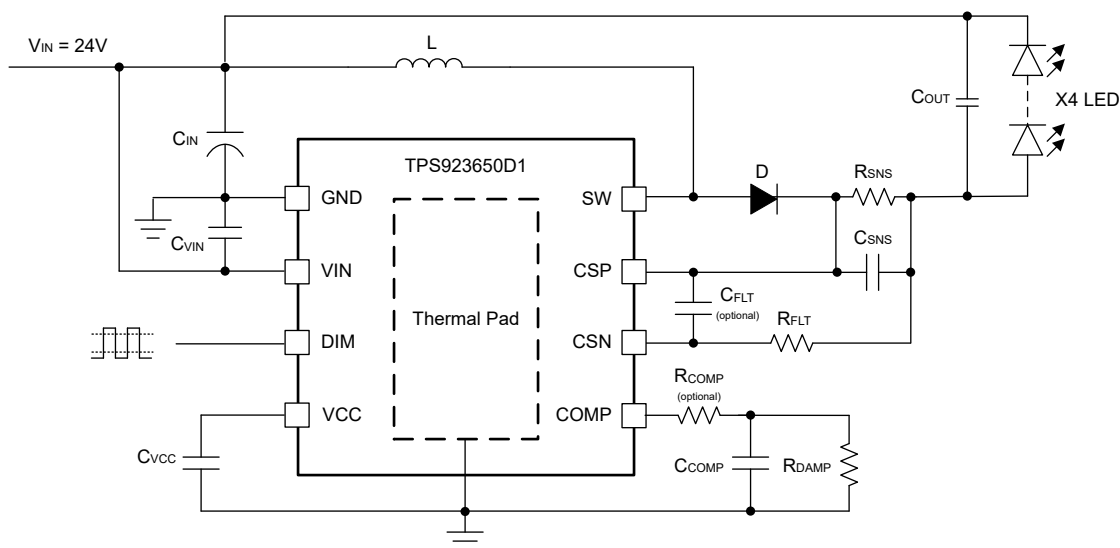 VIN = 24V
L
COUT
X4 LED
CIN
TPS923650D1
GND
SW
D
RSNS
CVIN
CSNS
VIN
CSP
CFLT
(optional)
Thermal Pad
RFLT
DIM
CSN
RCOMP
(optional)
VCC
COMP
CVCC
CCOMP
RDAMP